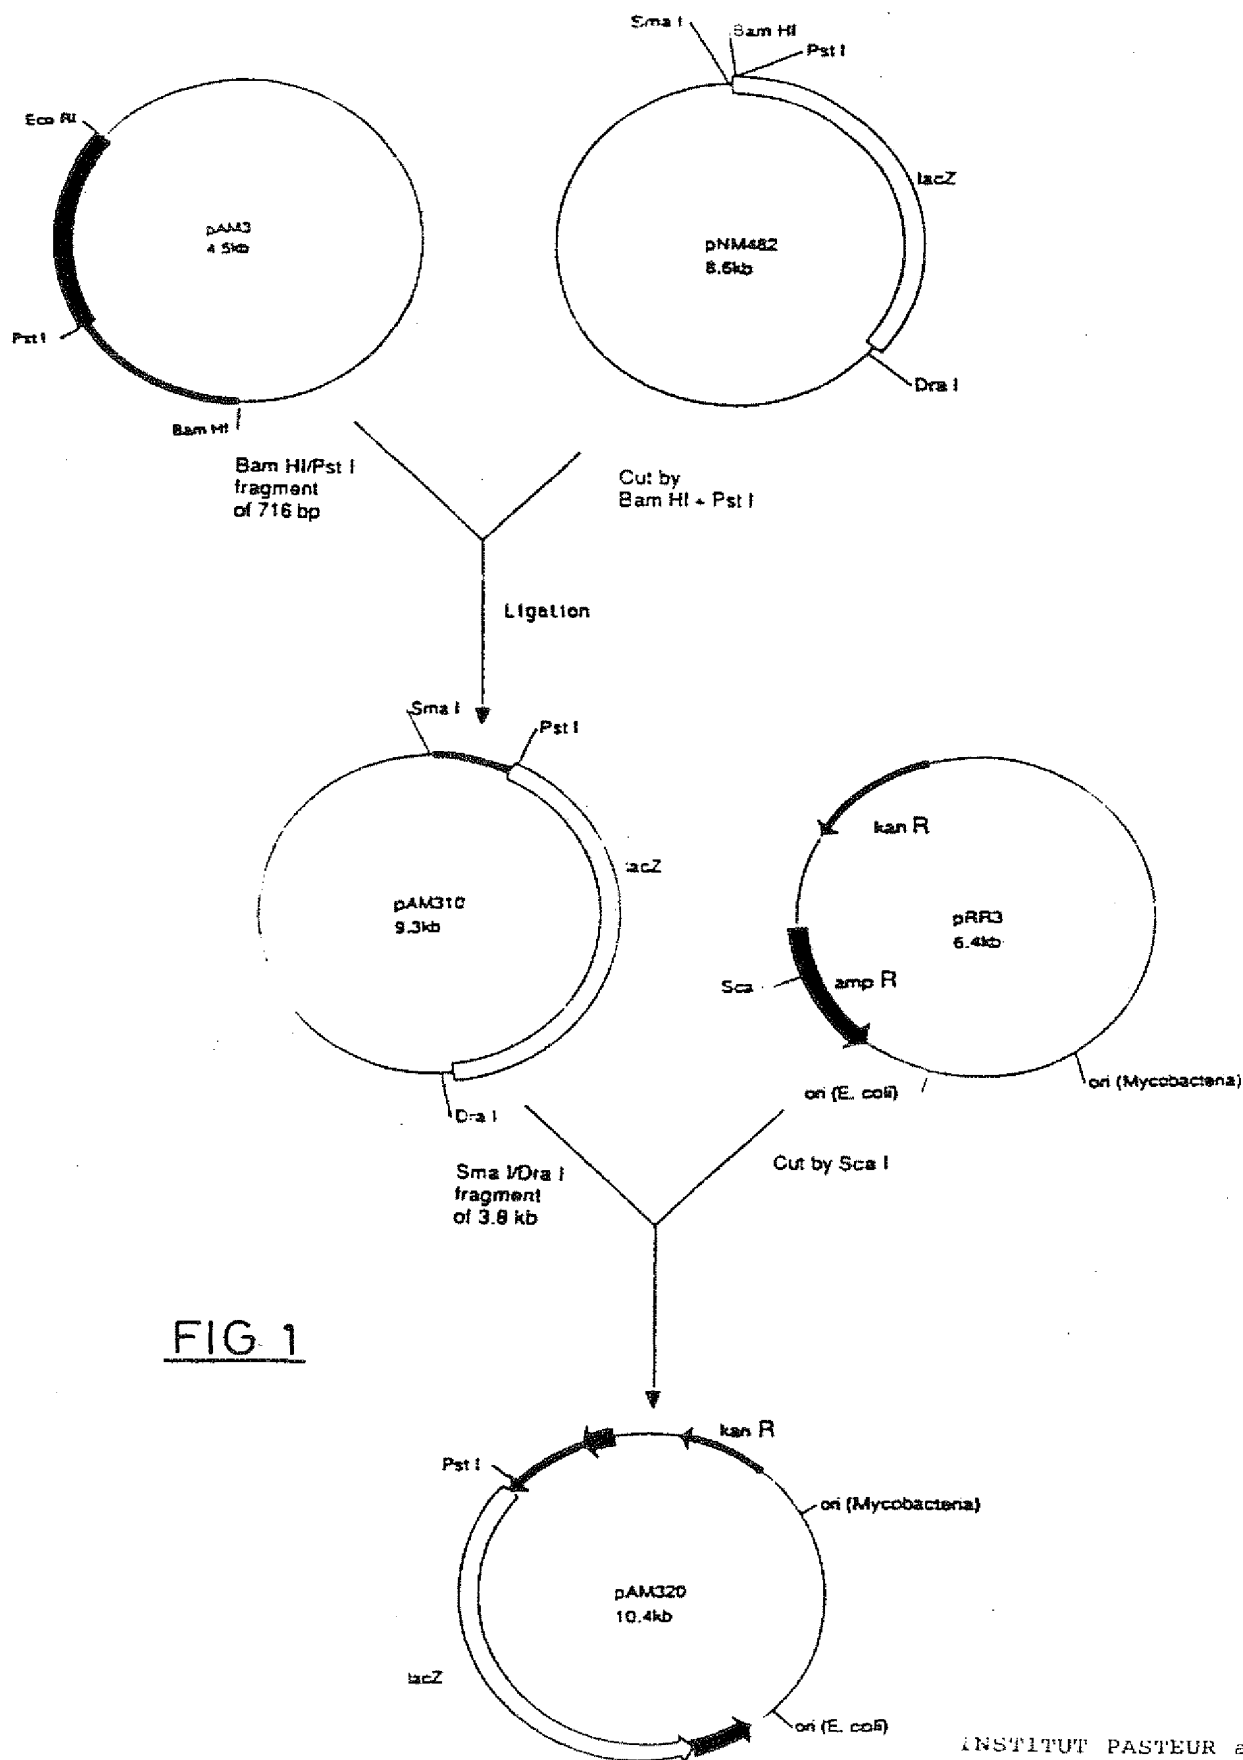 Sma I
Bam HI
Pst I
Eco RI
pAM3
4.5kb
lacZ
pNM482
8.6kb
Pst I
Bam HI
Dra I
Bam HI/Pst I
fragment
of 716 bp
Cut by
Bam HI + Pst I
Ligation
Sma I
Pst I
kan R
lacZ
pAM310
9.3kb
pRR3
6.4kb
Sca
amp R
ori (E. coli)
ori (Mycobacteria)
Dra I
Sma I/Dra I
fragment
of 3.8 kb
Cut by Sca I
FIG 1
kan R
Pst I
ori (Mycobacteria)
pAM320
10.4kb
lacZ
ori (E. coli)
INSTITUT PASTEUR